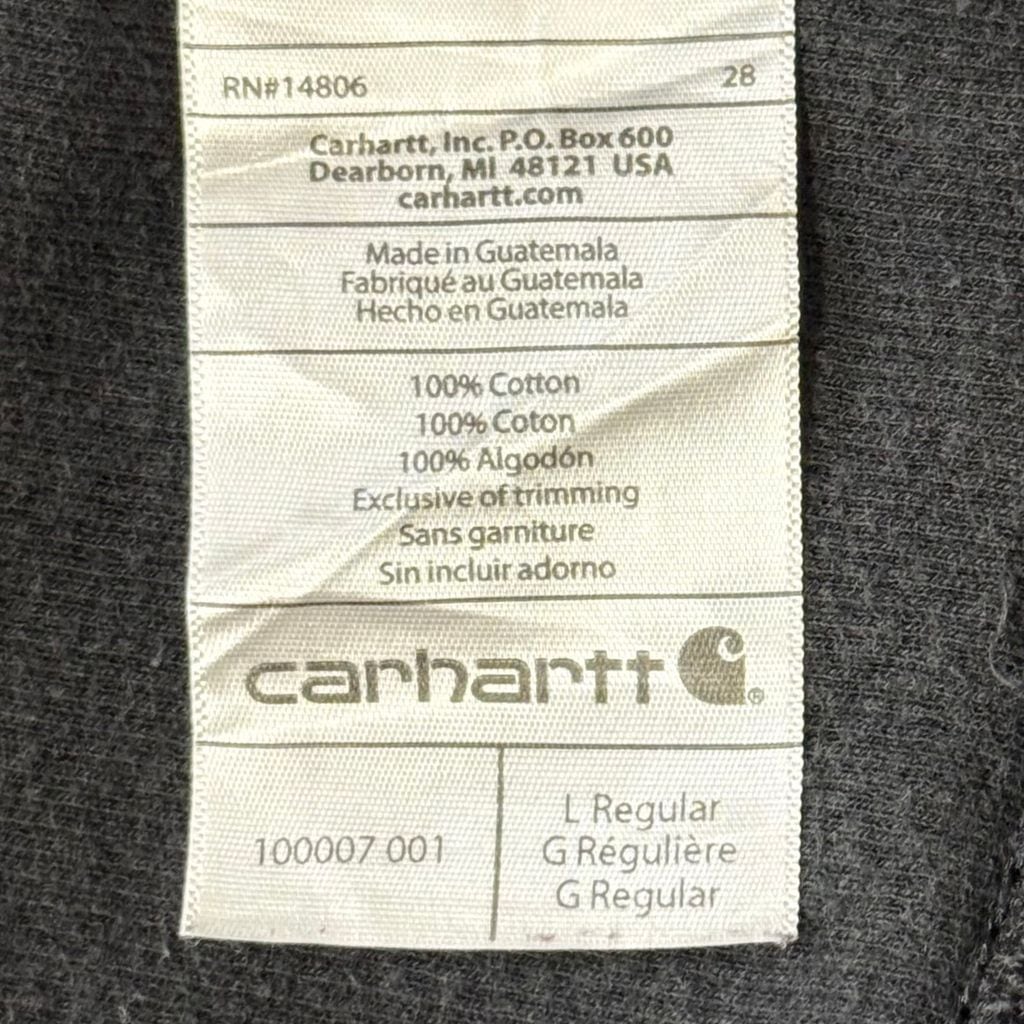 RN#14806 28
Carhartt, Inc. P.O. Box 600
Dearborn, MI 48121 USA
carhartt.com
Made in Guatemala
Fabriqué au Guatemala
Hecho en Guatemala
100% Cotton
100% Coton
100% Algodón
Exclusive of trimming
Sans garniture
Sin incluir adorno
carhartt ®
100007 001
L Regular
G Régulière
G Regular